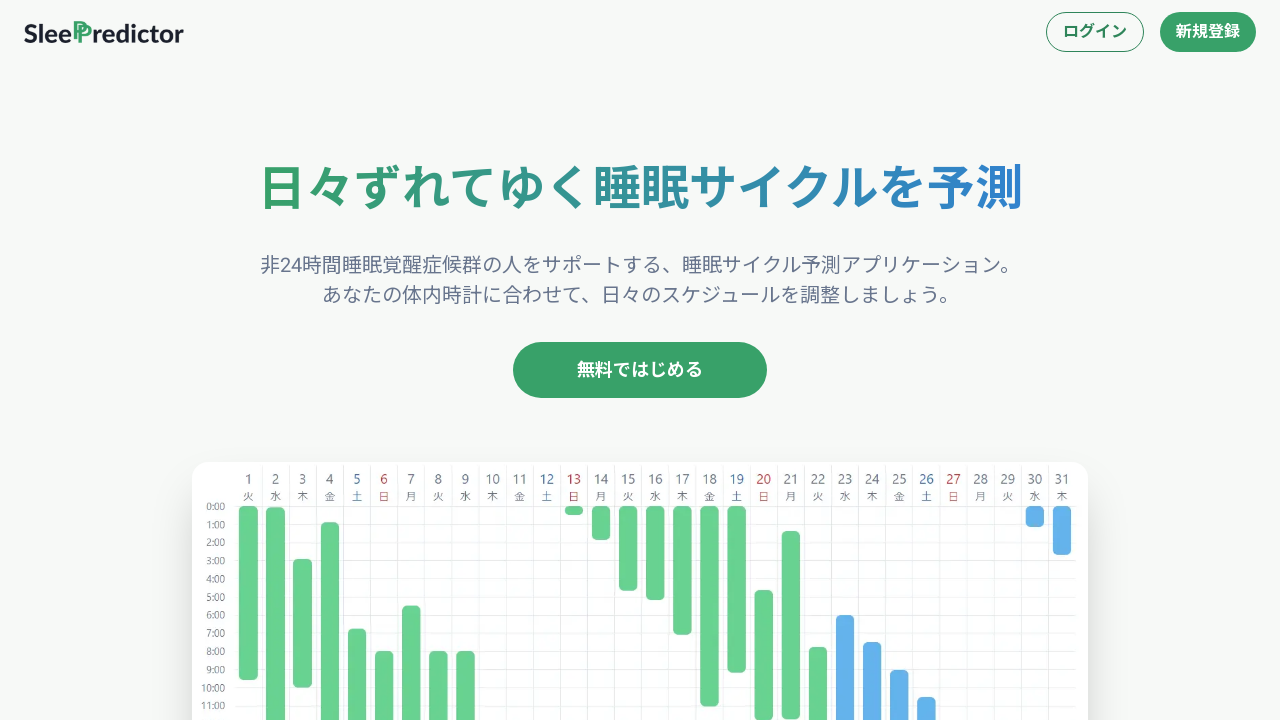 SleePredictor
ログイン
新規登録
日々ずれてゆく睡眠サイクルを予測
非24時間睡眠覚醒症候群の人をサポートする、睡眠サイクル予測アプリケーション。
あなたの体内時計に合わせて、日々のスケジュールを調整しましょう。
無料ではじめる
1 2 3 4 5 6 7 8 9 10 11 12 13 14 15 16 17 18 19 20 21 22 23 24 25 26 27 28 29 30 31
火 水 木 金 土 日 月 火 水 木 金 土 日 月 火 水 木 金 土 日 月 火 水 木 金 土 日 月 火 水 木
0:00
1:00
2:00
3:00
4:00
5:00
6:00
7:00
8:00
9:00
10:00
11:00